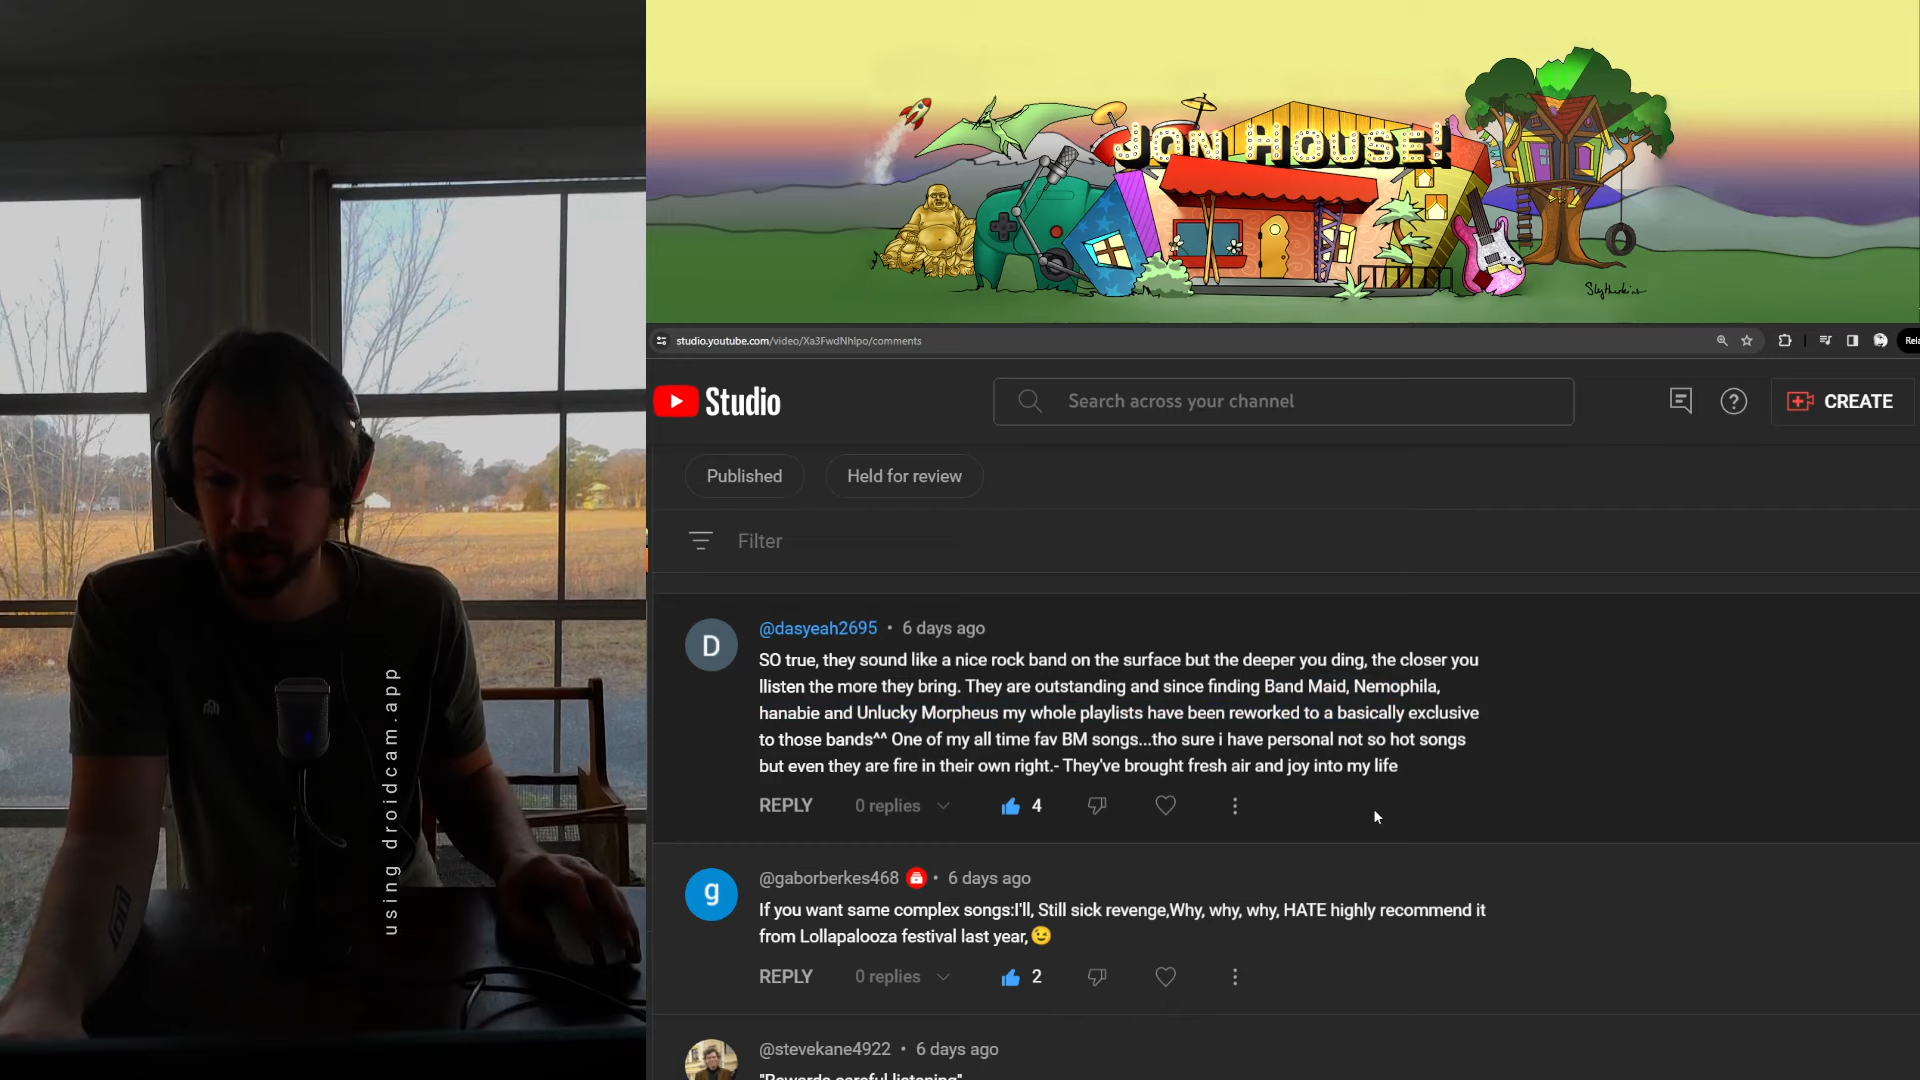 JON HOUSE!
Slytherkins
studio.youtube.com/video/Xa3FwdNhlpo/comments
Rela
Studio
Search across your channel
CREATE
Published
Held for review
Filter
D
@dasyeah2695 • 6 days ago
SO true, they sound like a nice rock band on the surface but the deeper you ding, the closer you
llisten the more they bring. They are outstanding and since finding Band Maid, Nemophila,
hanabie and Unlucky Morpheus my whole playlists have been reworked to a basically exclusive
to those bands^^ One of my all time fav BM songs...tho sure i have personal not so hot songs
but even they are fire in their own right.- They've brought fresh air and joy into my life
REPLY 0 replies 4
g
@gaborberkes468 • 6 days ago
If you want same complex songs:I'll, Still sick revenge,Why, why, why, HATE highly recommend it
from Lollapalooza festival last year,😉
REPLY 0 replies 2
@stevekane4922 • 6 days ago
"Rewards careful listening"
using droidcam.app